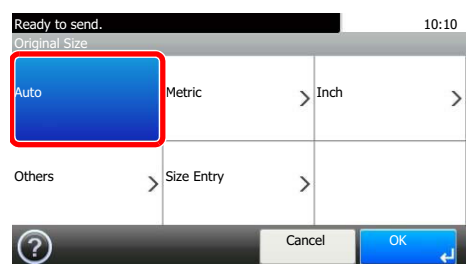 Ready to send. 10:10
Original Size
Auto Metric Inch
Others Size Entry
? Cancel OK